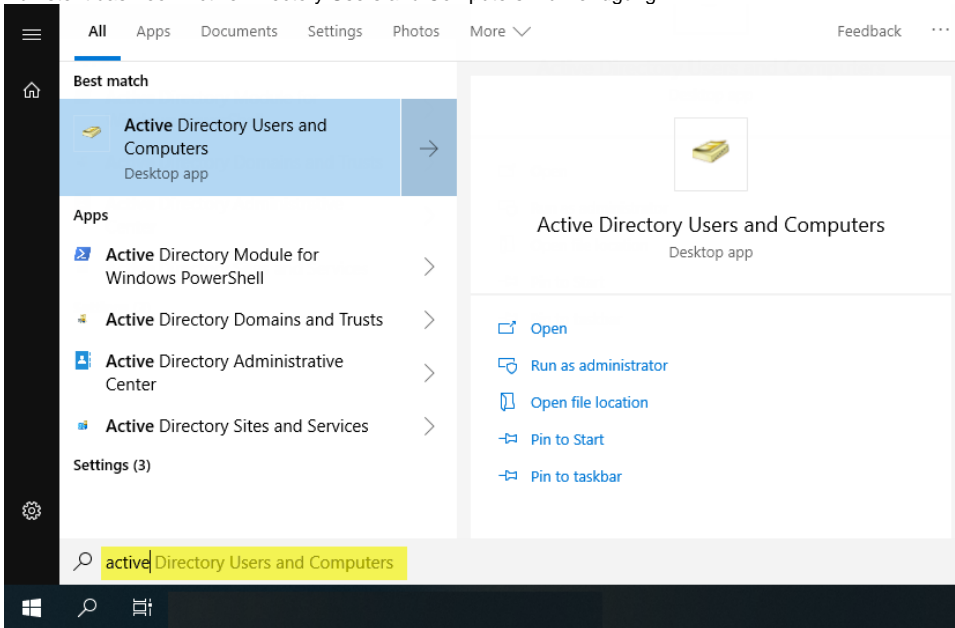 All Apps Documents Settings Photos More Feedback ...
Best match
Active Directory Users and
Computers
Desktop app
Apps
Active Directory Module for
Windows PowerShell
Active Directory Domains and Trusts
Active Directory Administrative
Center
Active Directory Sites and Services
Settings (3)
Active Directory Users and Computers
Desktop app
Open
Run as administrator
Open file location
Pin to Start
Pin to taskbar
active Directory Users and Computers